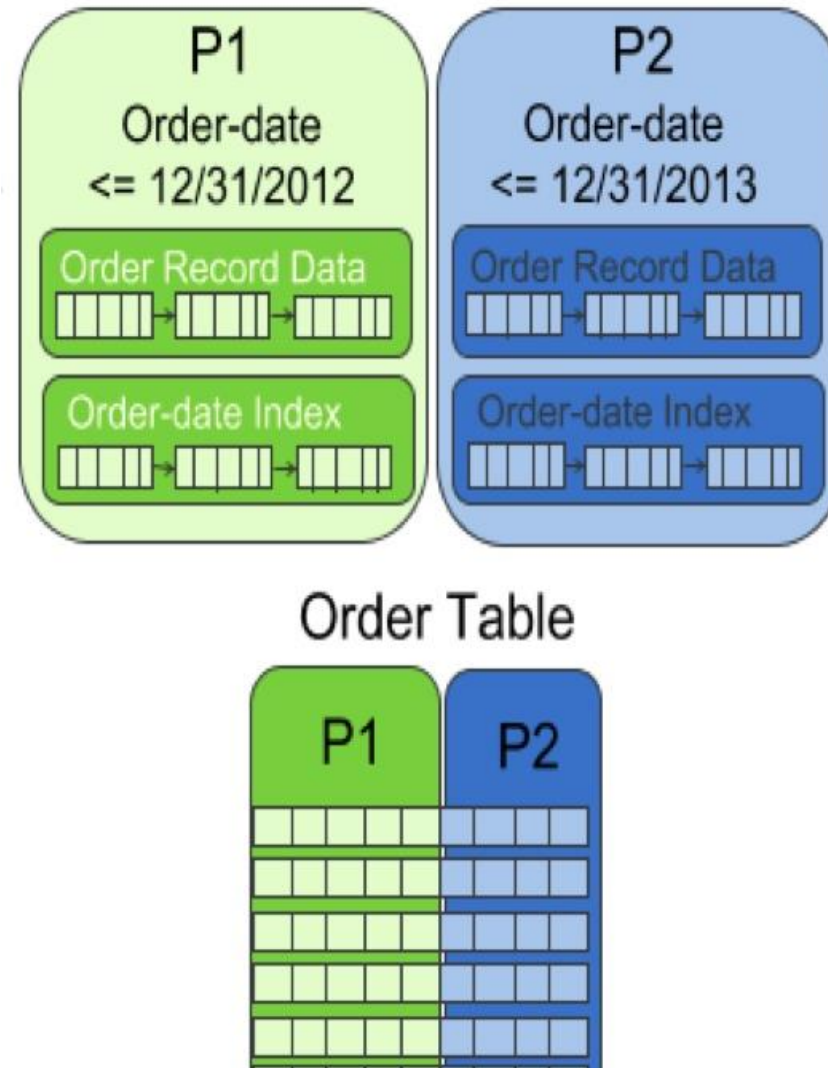 P1
Order-date
<= 12/31/2012
Order Record Data
Order-date Index
P2
Order-date
<= 12/31/2013
Order Record Data
Order-date Index
Order Table
P1
P2